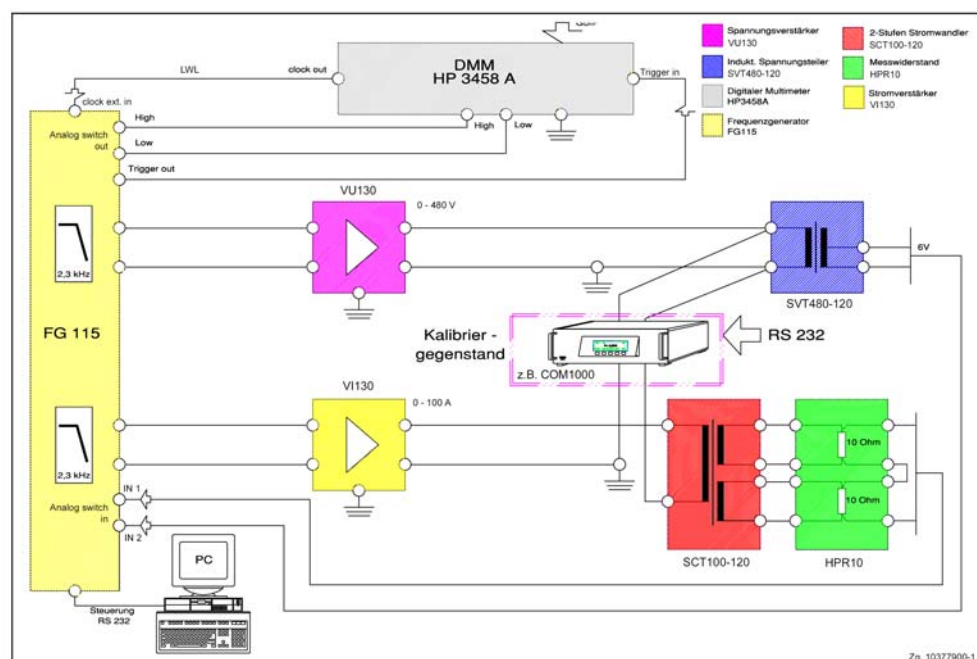 DMM
HP 3458 A
LWL
clock out
Trigger in
clock ext. in
High
Low
High
Low
Analog switch
out
Trigger out
Spannungsverstärker
VU130
Indukt. Spannungsteiler
SVT480-120
Digitaler Multimeter
HP3458A
Frequenzgenerator
FG115
2-Stufen Stromwandler
SCT100-120
Messwiderstand
HPR10
Stromverstärker
VI130
VU130
0 - 480 V
2,3 kHz
6V
SVT480-120
FG 115
Kalibrier -
gegenstand
RS 232
z.B. COM1000
VI130
0 - 100 A
2,3 kHz
10 Ohm
10 Ohm
IN 1
Analog switch
in
IN 2
SCT100-120
HPR10
PC
Steuerung
RS 232
Zg. 10377900-1